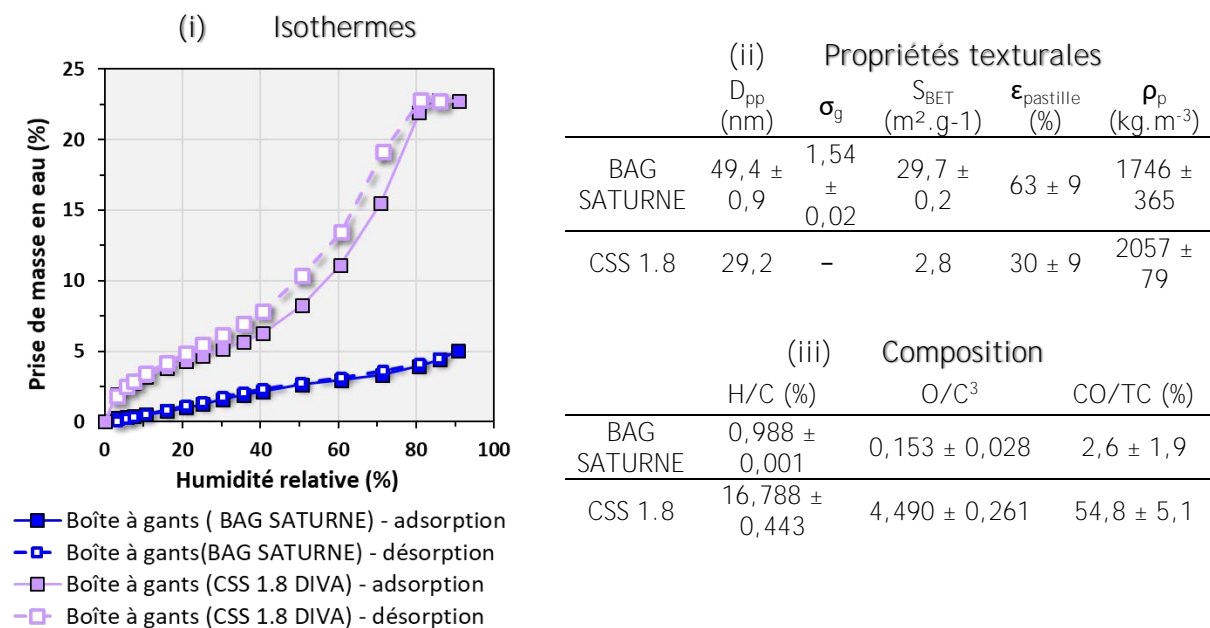 (i) Isothermes
Prise de masse en eau (%)
25
20
15
10
5
0
0 20 40 60 80 100
Humidité relative (%)
Boîte à gants ( BAG SATURNE) - adsorption
Boîte à gants(BAG SATURNE) - désorption
Boîte à gants (CSS 1.8 DIVA) - adsorption
Boîte à gants (CSS 1.8 DIVA) - désorption
(ii) Propriétés texturales
Dpp (nm) σg SBET (m².g-1) εpastille (%) ρp (kg.m-3)
BAG SATURNE 49,4 ± 0,9 1,54 ± 0,02 29,7 ± 0,2 63 ± 9 1746 ± 365
CSS 1.8 29,2 – 2,8 30 ± 9 2057 ± 79
(iii) Composition
H/C (%) O/C³ CO/TC (%)
BAG SATURNE 0,988 ± 0,001 0,153 ± 0,028 2,6 ± 1,9
CSS 1.8 16,788 ± 0,443 4,490 ± 0,261 54,8 ± 5,1